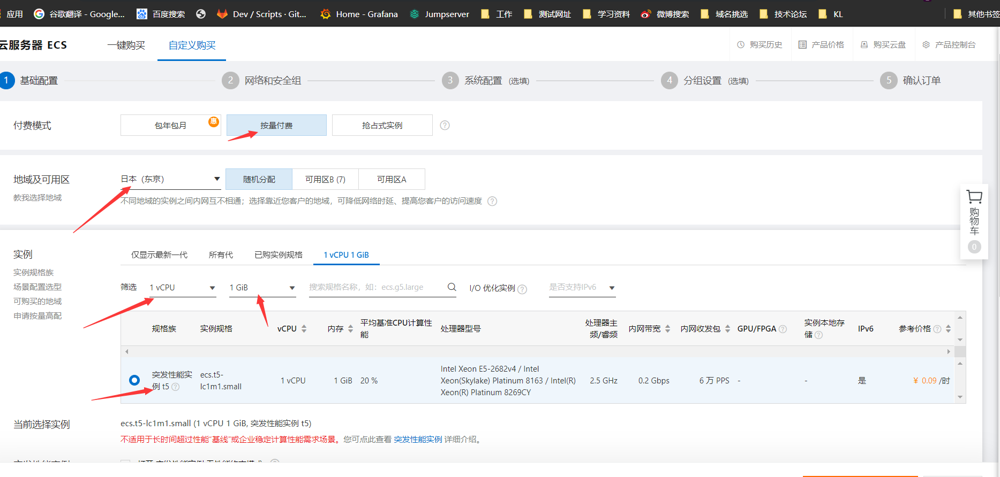 应用 谷歌翻译 - Google... 百度搜索 Dev / Scripts · Git... Home - Grafana Jumpserver 工作 测试网址 学习资料 微博搜索 域名挑选 技术论坛 KL 其他书签
云服务器 ECS 一键购买 自定义购买 购买历史 产品价格 购买云盘 产品控制台
1 基础配置 2 网络和安全组 3 系统配置 (选填) 4 分组设置 (选填) 5 确认订单
付费模式 包年包月 惠 按量付费 抢占式实例 ?
地域及可用区 日本（东京） 随机分配 可用区B (7) 可用区A
教我选择地域 不同地域的实例之间内网互不相通；选择靠近您客户的地域，可降低网络时延、提高您客户的访问速度 ?
购物车
0
实例 仅显示最新一代 所有代 已购实例规格 1 vCPU 1 GiB
实例规格族
场景配置选型
可购买的地域
申请按量高配
筛选 1 vCPU 1 GiB 搜索规格名称，如：ecs.g5.large I/O 优化实例 ? 是否支持IPv6
规格族 实例规格 vCPU 内存 平均基准CPU计算性能 处理器型号 处理器主频/睿频 内网带宽 内网收发包 GPU/FPGA ? 实例本地存储 ? IPv6 参考价格 ?
突发性能实例 t5 ? ecs.t5-lc1m1.small 1 vCPU 1 GiB 20 % Intel Xeon E5-2682v4 / Intel Xeon(Skylake) Platinum 8163 / Intel(R) Xeon(R) Platinum 8269CY 2.5 GHz 0.2 Gbps 6 万 PPS - - 是 ¥ 0.09 /时
当前选择实例 ecs.t5-lc1m1.small (1 vCPU 1 GiB, 突发性能实例 t5)
不适用于长时间超过性能“基线”或企业稳定计算性能需求场景。您可点此查看 突发性能实例 详细介绍。